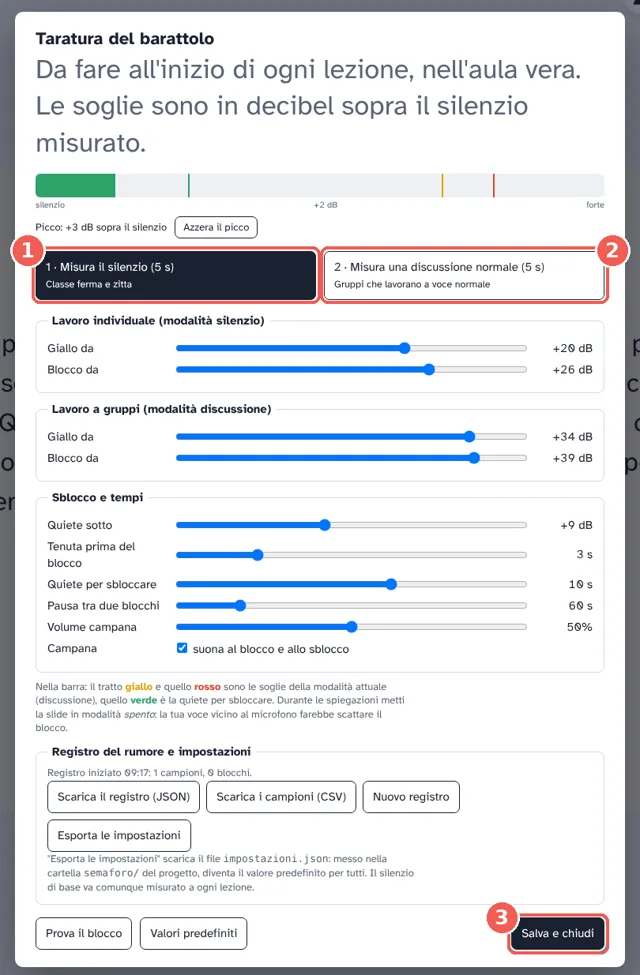 Taratura del barattolo
Da fare all'inizio di ogni lezione, nell'aula vera.
Le soglie sono in decibel sopra il silenzio
misurato.
silenzio
+2 dB
forte
Picco: +3 dB sopra il silenzio
Azzera il picco
1
2
1 · Misura il silenzio (5 s)
Classe ferma e zitta
2 · Misura una discussione normale (5 s)
Gruppi che lavorano a voce normale
Lavoro individuale (modalità silenzio)
Giallo da +20 dB
Blocco da +26 dB
Lavoro a gruppi (modalità discussione)
Giallo da +34 dB
Blocco da +39 dB
Sblocco e tempi
Quiete sotto +9 dB
Tenuta prima del
blocco 3 s
Quiete per sbloccare 10 s
Pausa tra due blocchi 60 s
Volume campana 50%
Campana suona al blocco e allo sblocco
Nella barra: il tratto giallo e quello rosso sono le soglie della modalità attuale
(discussione), quello verde è la quiete per sbloccare. Durante le spiegazioni metti
la slide in modalità spento: la tua voce vicino al microfono farebbe scattare il
blocco.
Registro del rumore e impostazioni
Registro iniziato 09:17: 1 campioni, 0 blocchi.
Scarica il registro (JSON)
Scarica i campioni (CSV)
Nuovo registro
Esporta le impostazioni
"Esporta le impostazioni" scarica il file impostazioni.json: messo nella
cartella semaforo/ del progetto, diventa il valore predefinito per tutti. Il silenzio
di base va comunque misurato a ogni lezione.
3
Prova il blocco
Valori predefiniti
Salva e chiudi